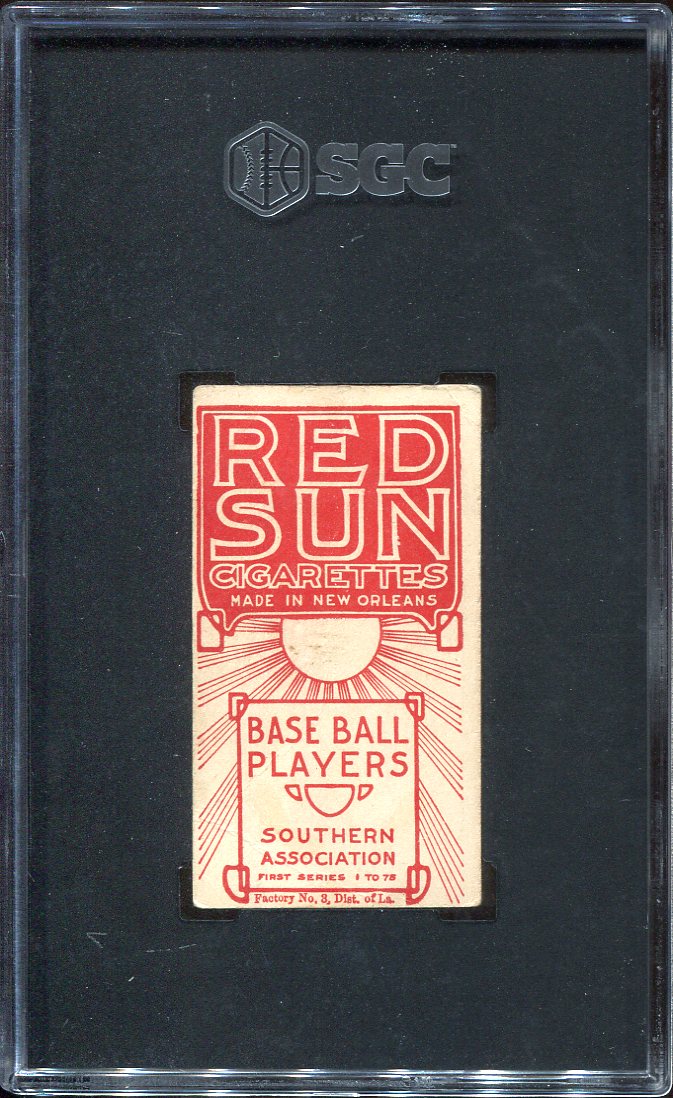 SGC
RED
SUN
CIGARETTES
MADE IN NEW ORLEANS
BASE BALL
PLAYERS
SOUTHERN
ASSOCIATION
FIRST SERIES 1 TO 75
Factory No. 3, Dist. of La.